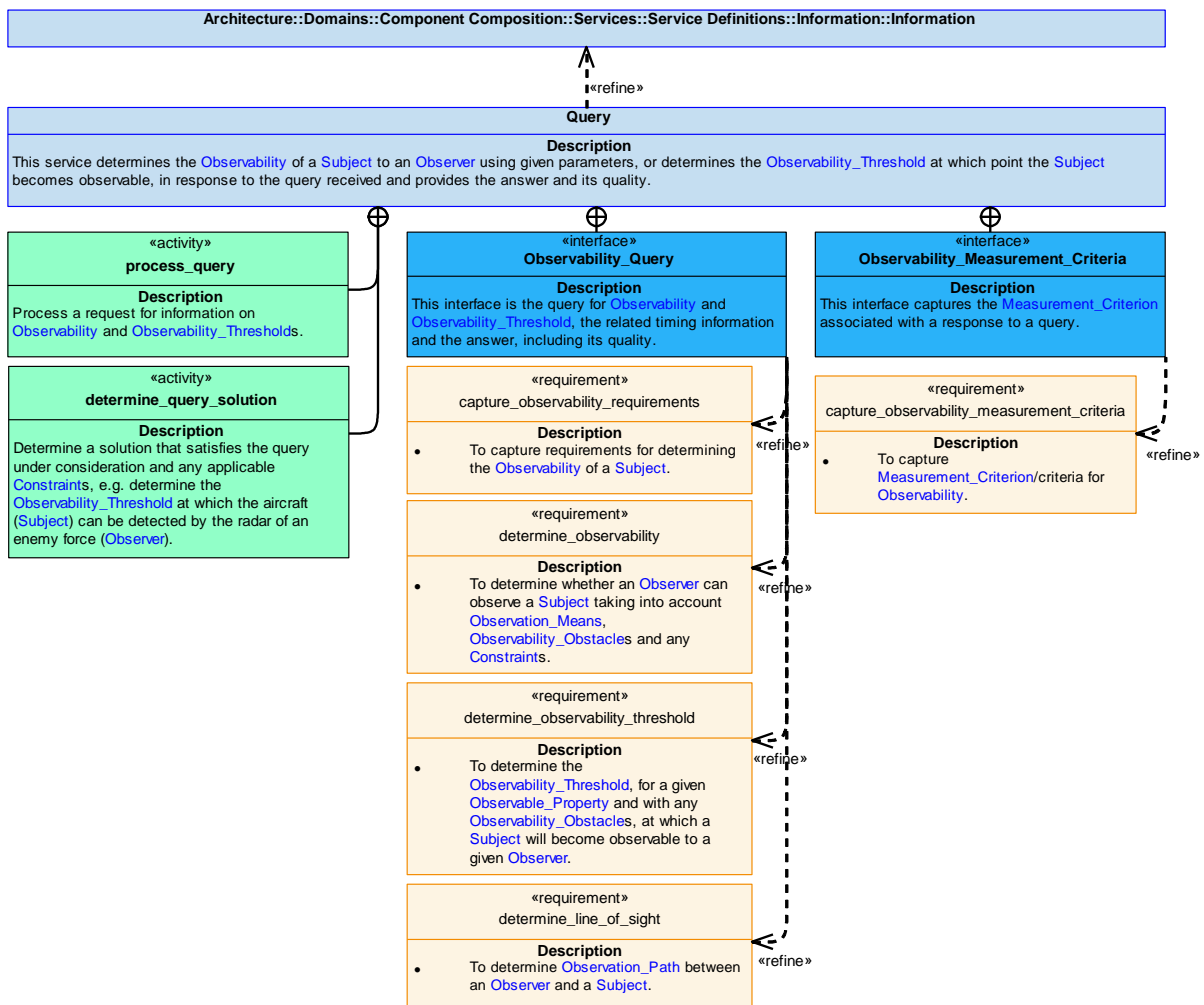 Architecture::Domains::Component Composition::Services::Service Definitions::Information::Information
«refine»
Query
Description
This service determines the Observability of a Subject to an Observer using given parameters, or determines the Observability_Threshold at which point the Subject
becomes observable, in response to the query received and provides the answer and its quality.
«activity»
process_query
Description
Process a request for information on
Observability and Observability_Thresholds.
«activity»
determine_query_solution
Description
Determine a solution that satisfies the query
under consideration and any applicable
Constraints, e.g. determine the
Observability_Threshold at which the aircraft
(Subject) can be detected by the radar of an
enemy force (Observer).
«interface»
Observability_Query
Description
This interface is the query for Observability and
Observability_Threshold, the related timing information
and the answer, including its quality.
«requirement»
capture_observability_requirements
Description
• To capture requirements for determining
the Observability of a Subject.
«refine»
«requirement»
determine_observability
Description
• To determine whether an Observer can
observe a Subject taking into account
Observation_Means,
Observability_Obstacles and any
Constraints.
«refine»
«requirement»
determine_observability_threshold
Description
• To determine the
Observability_Threshold, for a given
Observable_Property and with any
Observability_Obstacles, at which a
Subject will become observable to a
given Observer.
«refine»
«requirement»
determine_line_of_sight
Description
• To determine Observation_Path between
an Observer and a Subject.
«refine»
«interface»
Observability_Measurement_Criteria
Description
This interface captures the Measurement_Criterion
associated with a response to a query.
«requirement»
capture_observability_measurement_criteria
Description
• To capture
Measurement_Criterion/criteria for
Observability.
«refine»